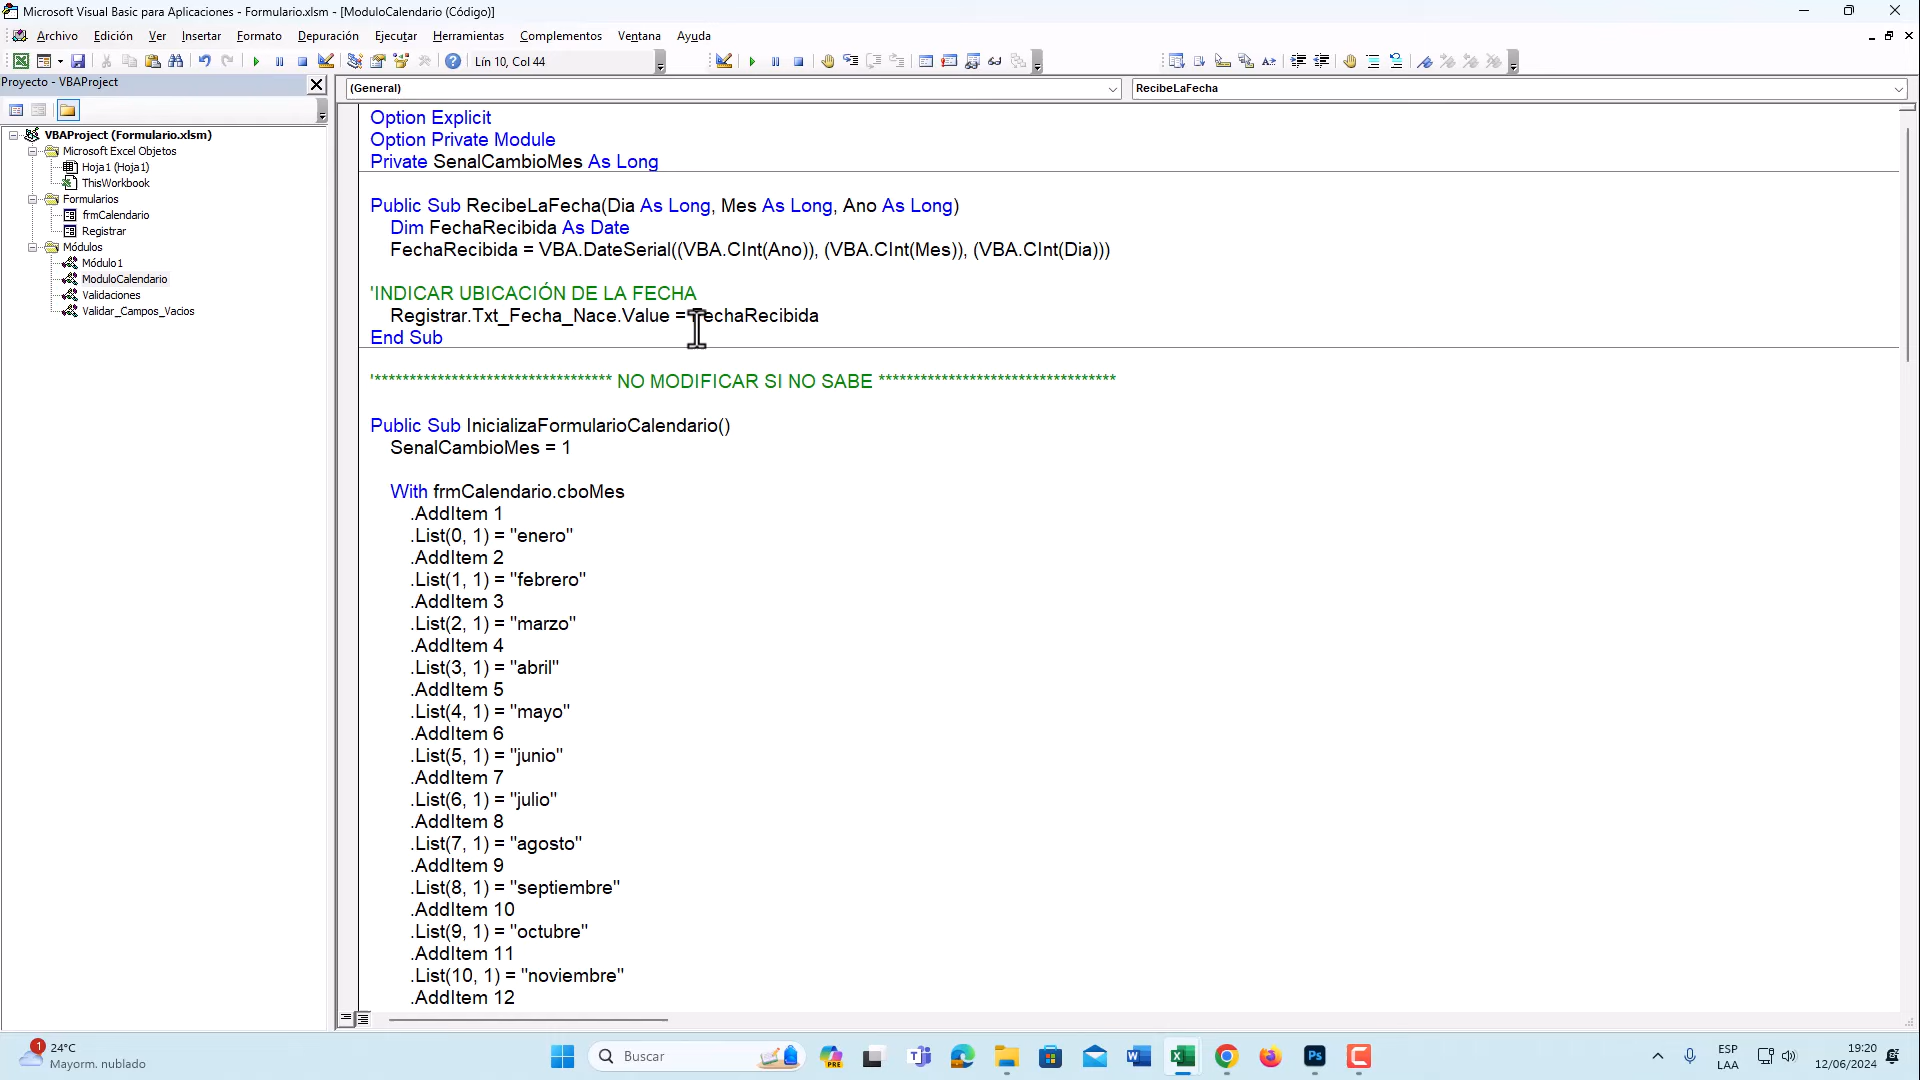 Microsoft Visual Basic para Aplicaciones - Formulario.xlsm - [ModuloCalendario (Código)]
Archivo Edición Ver Insertar Formato Depuración Ejecutar Herramientas Complementos Ventana Ayuda
Lín 10, Col 44
Proyecto - VBAProject
(General)
RecibeLaFecha
VBAProject (Formulario.xlsm)
Microsoft Excel Objetos
Hoja1 (Hoja1)
ThisWorkbook
Formularios
frmCalendario
Registrar
Módulos
Módulo1
ModuloCalendario
Validaciones
Validar_Campos_Vacios
Option Explicit
Option Private Module
Private SenalCambioMes As Long
Public Sub RecibeLaFecha(Dia As Long, Mes As Long, Ano As Long)
Dim FechaRecibida As Date
FechaRecibida = VBA.DateSerial((VBA.CInt(Ano)), (VBA.CInt(Mes)), (VBA.CInt(Dia)))
'INDICAR UBICACIÓN DE LA FECHA
Registrar.Txt_Fecha_Nace.Value = FechaRecibida
End Sub
'********************************** NO MODIFICAR SI NO SABE **********************************
Public Sub InicializaFormularioCalendario()
SenalCambioMes = 1
With frmCalendario.cboMes
.AddItem 1
.List(0, 1) = "enero"
.AddItem 2
.List(1, 1) = "febrero"
.AddItem 3
.List(2, 1) = "marzo"
.AddItem 4
.List(3, 1) = "abril"
.AddItem 5
.List(4, 1) = "mayo"
.AddItem 6
.List(5, 1) = "junio"
.AddItem 7
.List(6, 1) = "julio"
.AddItem 8
.List(7, 1) = "agosto"
.AddItem 9
.List(8, 1) = "septiembre"
.AddItem 10
.List(9, 1) = "octubre"
.AddItem 11
.List(10, 1) = "noviembre"
.AddItem 12
1
24°C
Mayorm. nublado
Buscar
PRE
ESP
LAA
19:20
12/06/2024